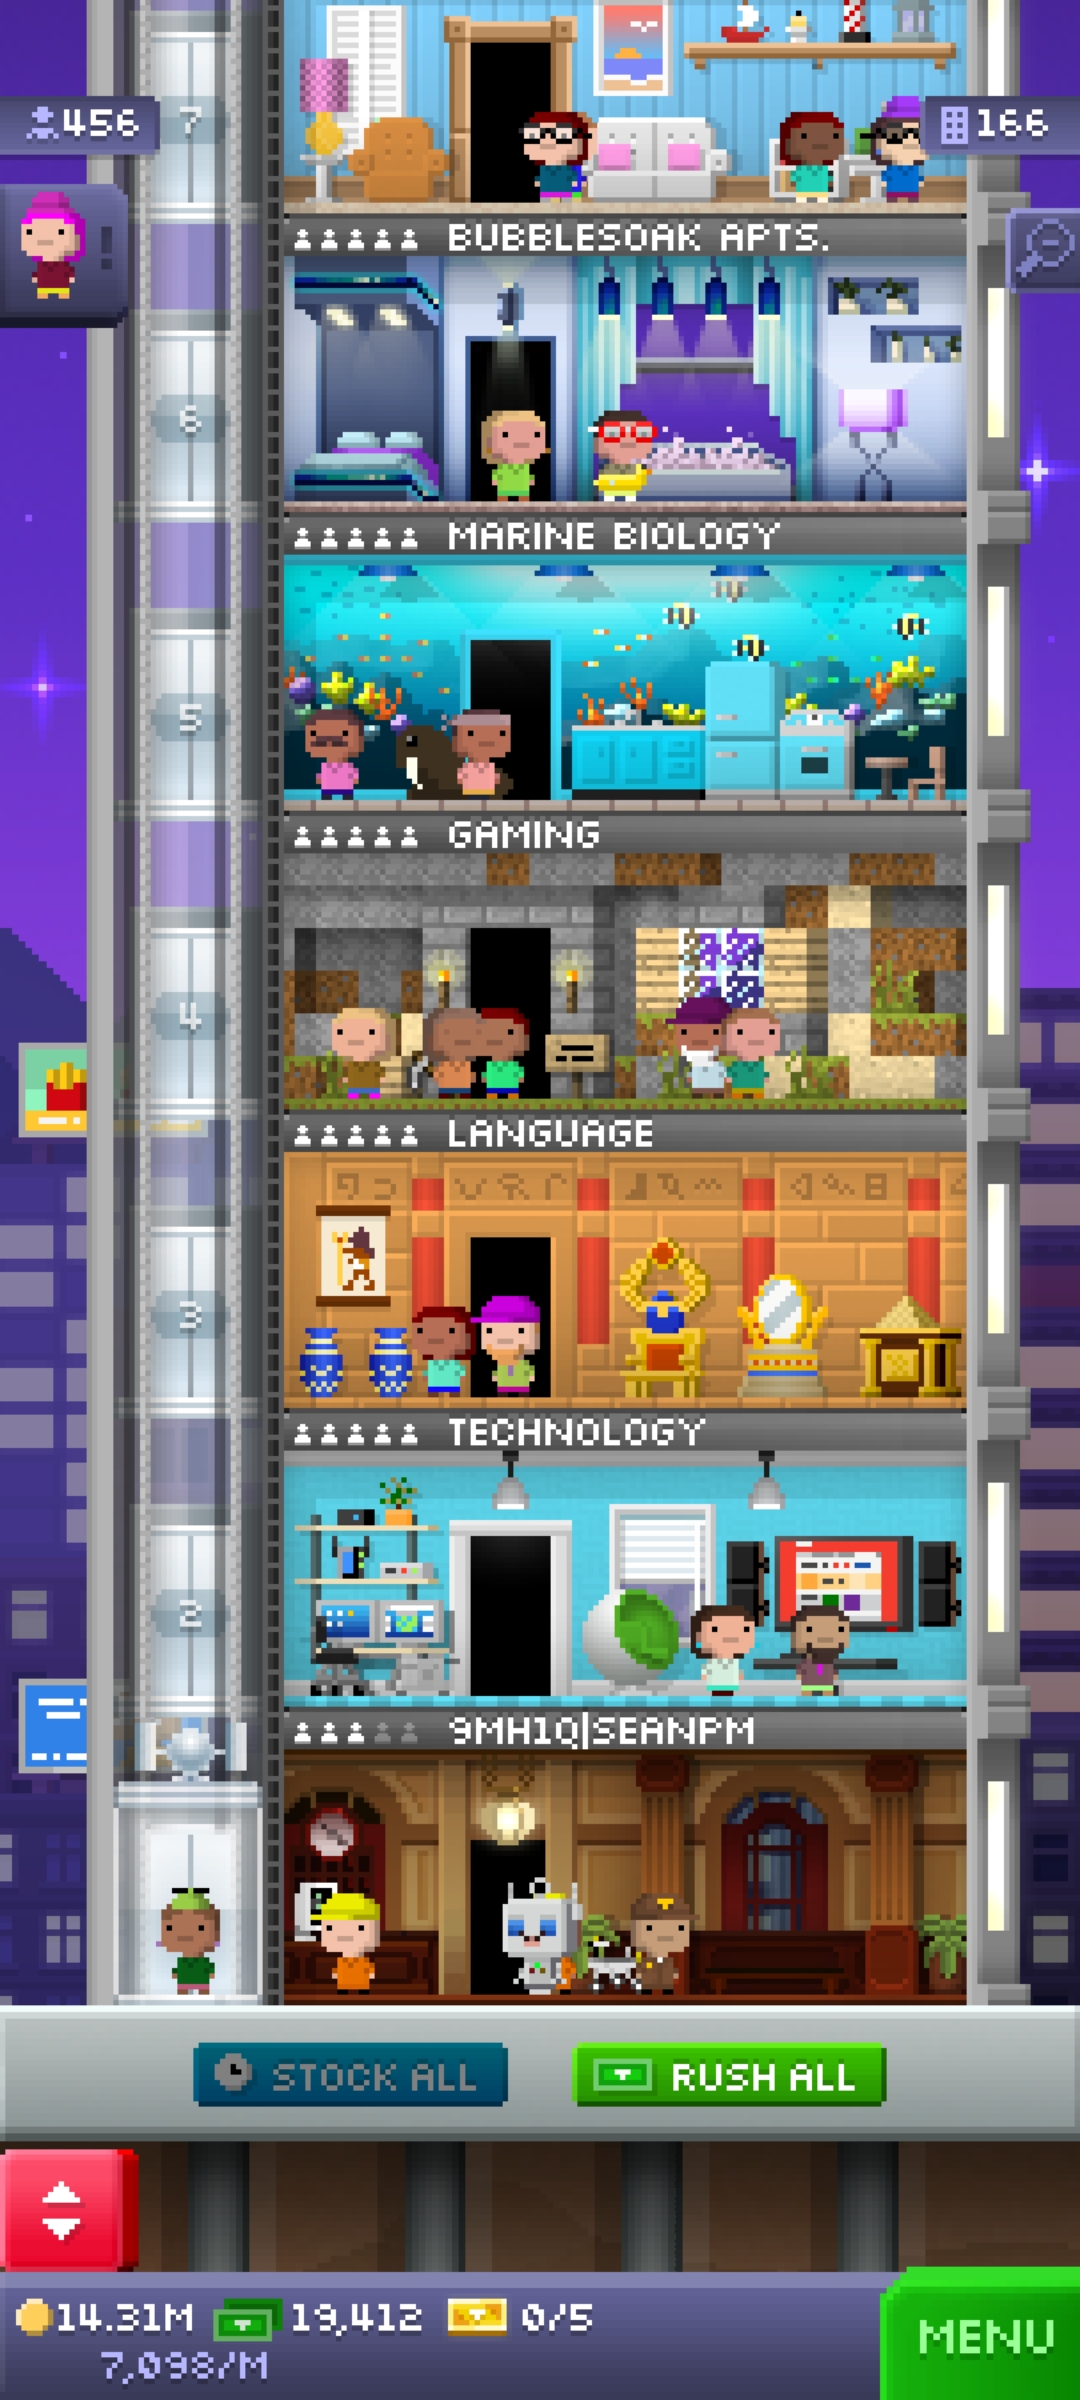 7
456
166
!
BUBBLESOAK APTS.
6
MARINE BIOLOGY
5
GAMING
4
LANGUAGE
3
TECHNOLOGY
2
9MH1Q|SEANPM
STOCK ALL
RUSH ALL
14.31M
19,412
0/5
7,098/M
MENU